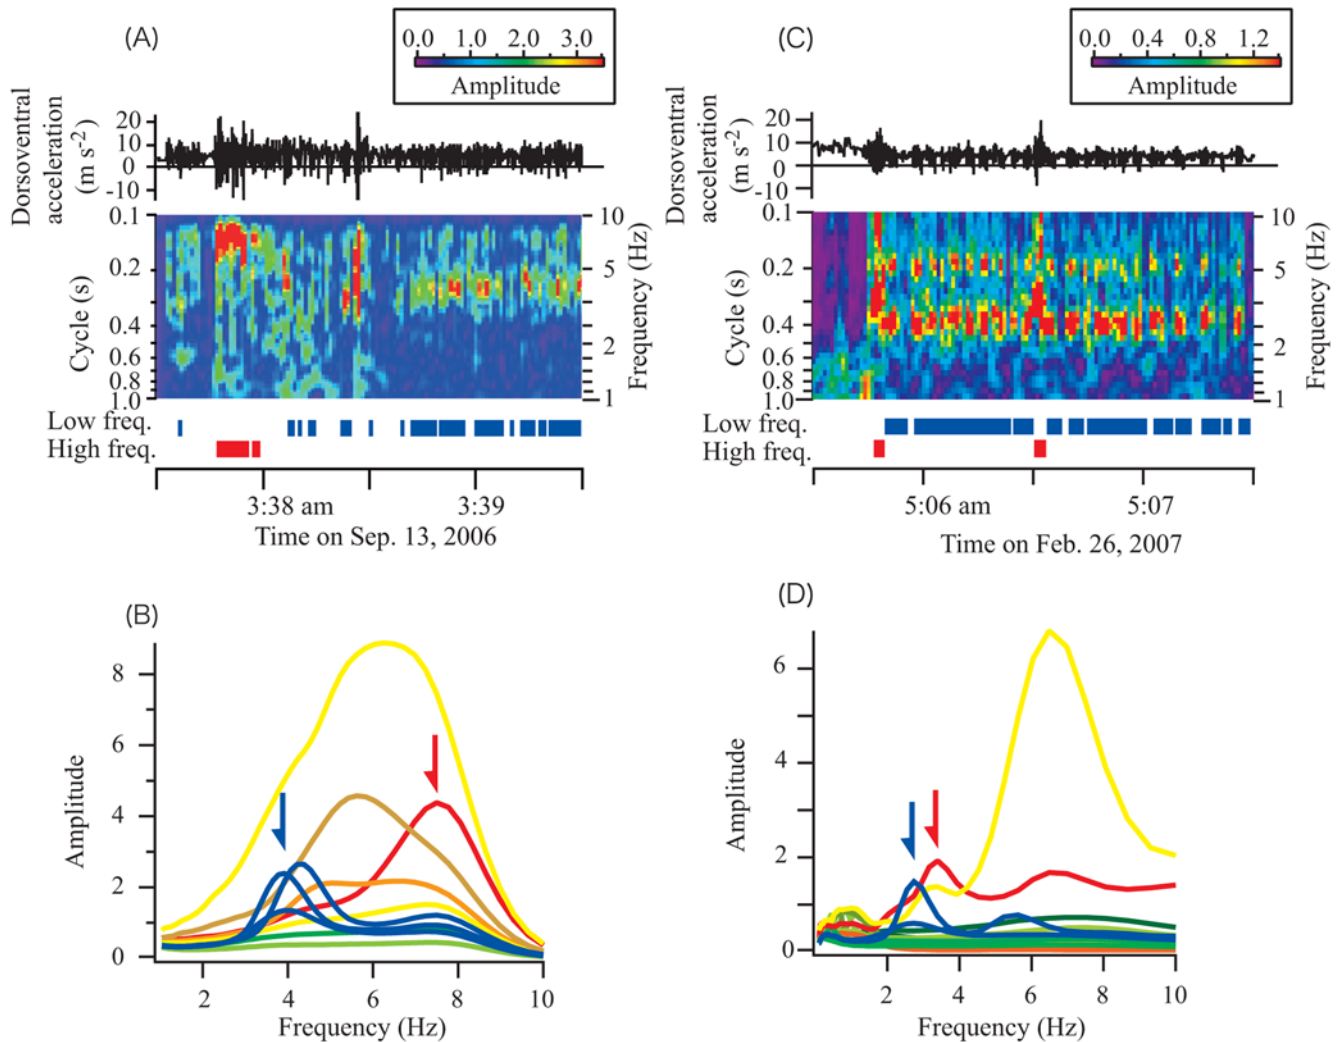 (A)
0.0 1.0 2.0 3.0
Amplitude
Dorsoventral
acceleration
(m s-2)
20
10
0
-10
Cycle (s)
0.1
0.2
0.4
0.6
0.8
1.0
10
5
2
1
Frequency (Hz)
Low freq.
High freq.
3:38 am 3:39
Time on Sep. 13, 2006
(C)
0.0 0.4 0.8 1.2
Amplitude
Dorsoventral
acceleration
(m s-2)
20
10
0
-10
Cycle (s)
0.1
0.2
0.4
0.6
0.8
1.0
10
5
2
1
Frequency (Hz)
Low freq.
High freq.
5:06 am 5:07
Time on Feb. 26, 2007
(B)
Amplitude
8
6
4
2
0
2 4 6 8 10
Frequency (Hz)
(D)
Amplitude
6
4
2
0
2 4 6 8 10
Frequency (Hz)